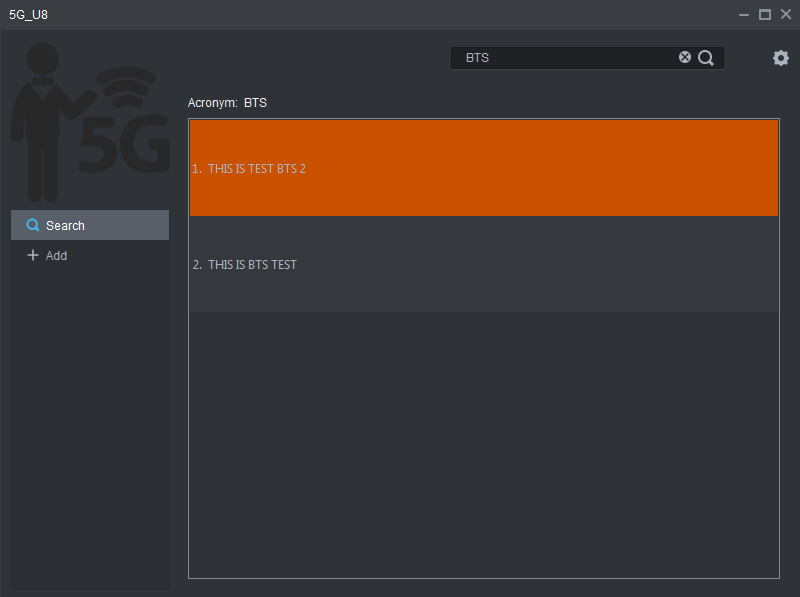 5G_U8
BTS
5G
Acronym: BTS
1. THIS IS TEST BTS 2
Search
Add
2. THIS IS BTS TEST